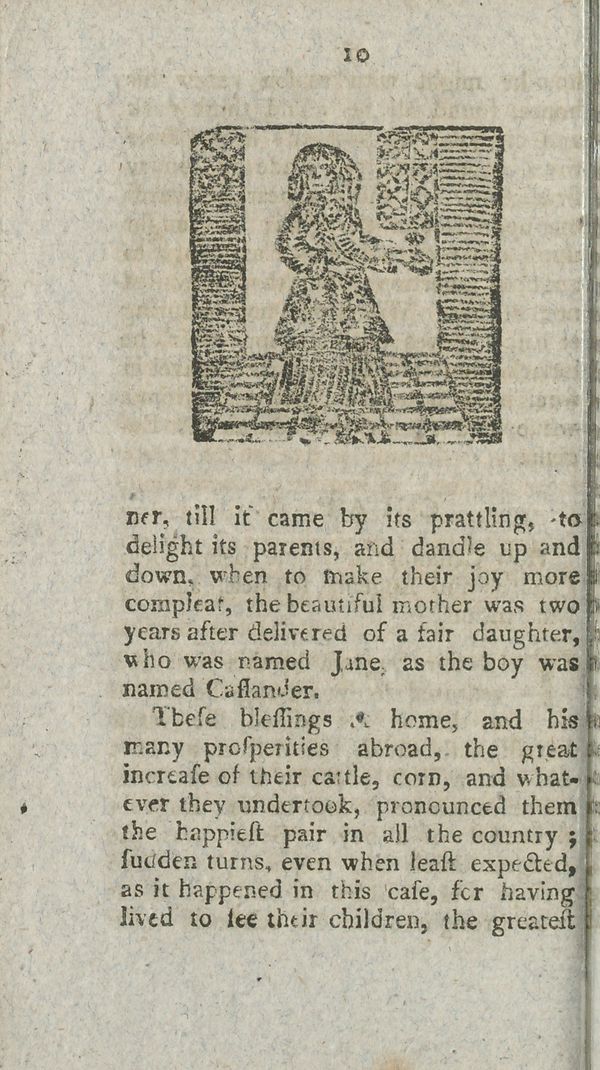 10
ner, till it came by its prattling, to
delight its parents, and dandle up and
down, when to make their joy more
compleat, the beautiful mother was two
years after delivered of a fair daughter,
who was named Jane, as the boy was
named Caſſander.
Theſe bleſſings at home, and his
many proſperities abroad, the great
increaſe of their cattle, corn, and what-
ever they undertook, pronounced them
the happieſt pair in all the country ;
ſudden turns, even when leaſt expected,
as it happened in this caſe, for having
lived to ſee their children, the greateſt